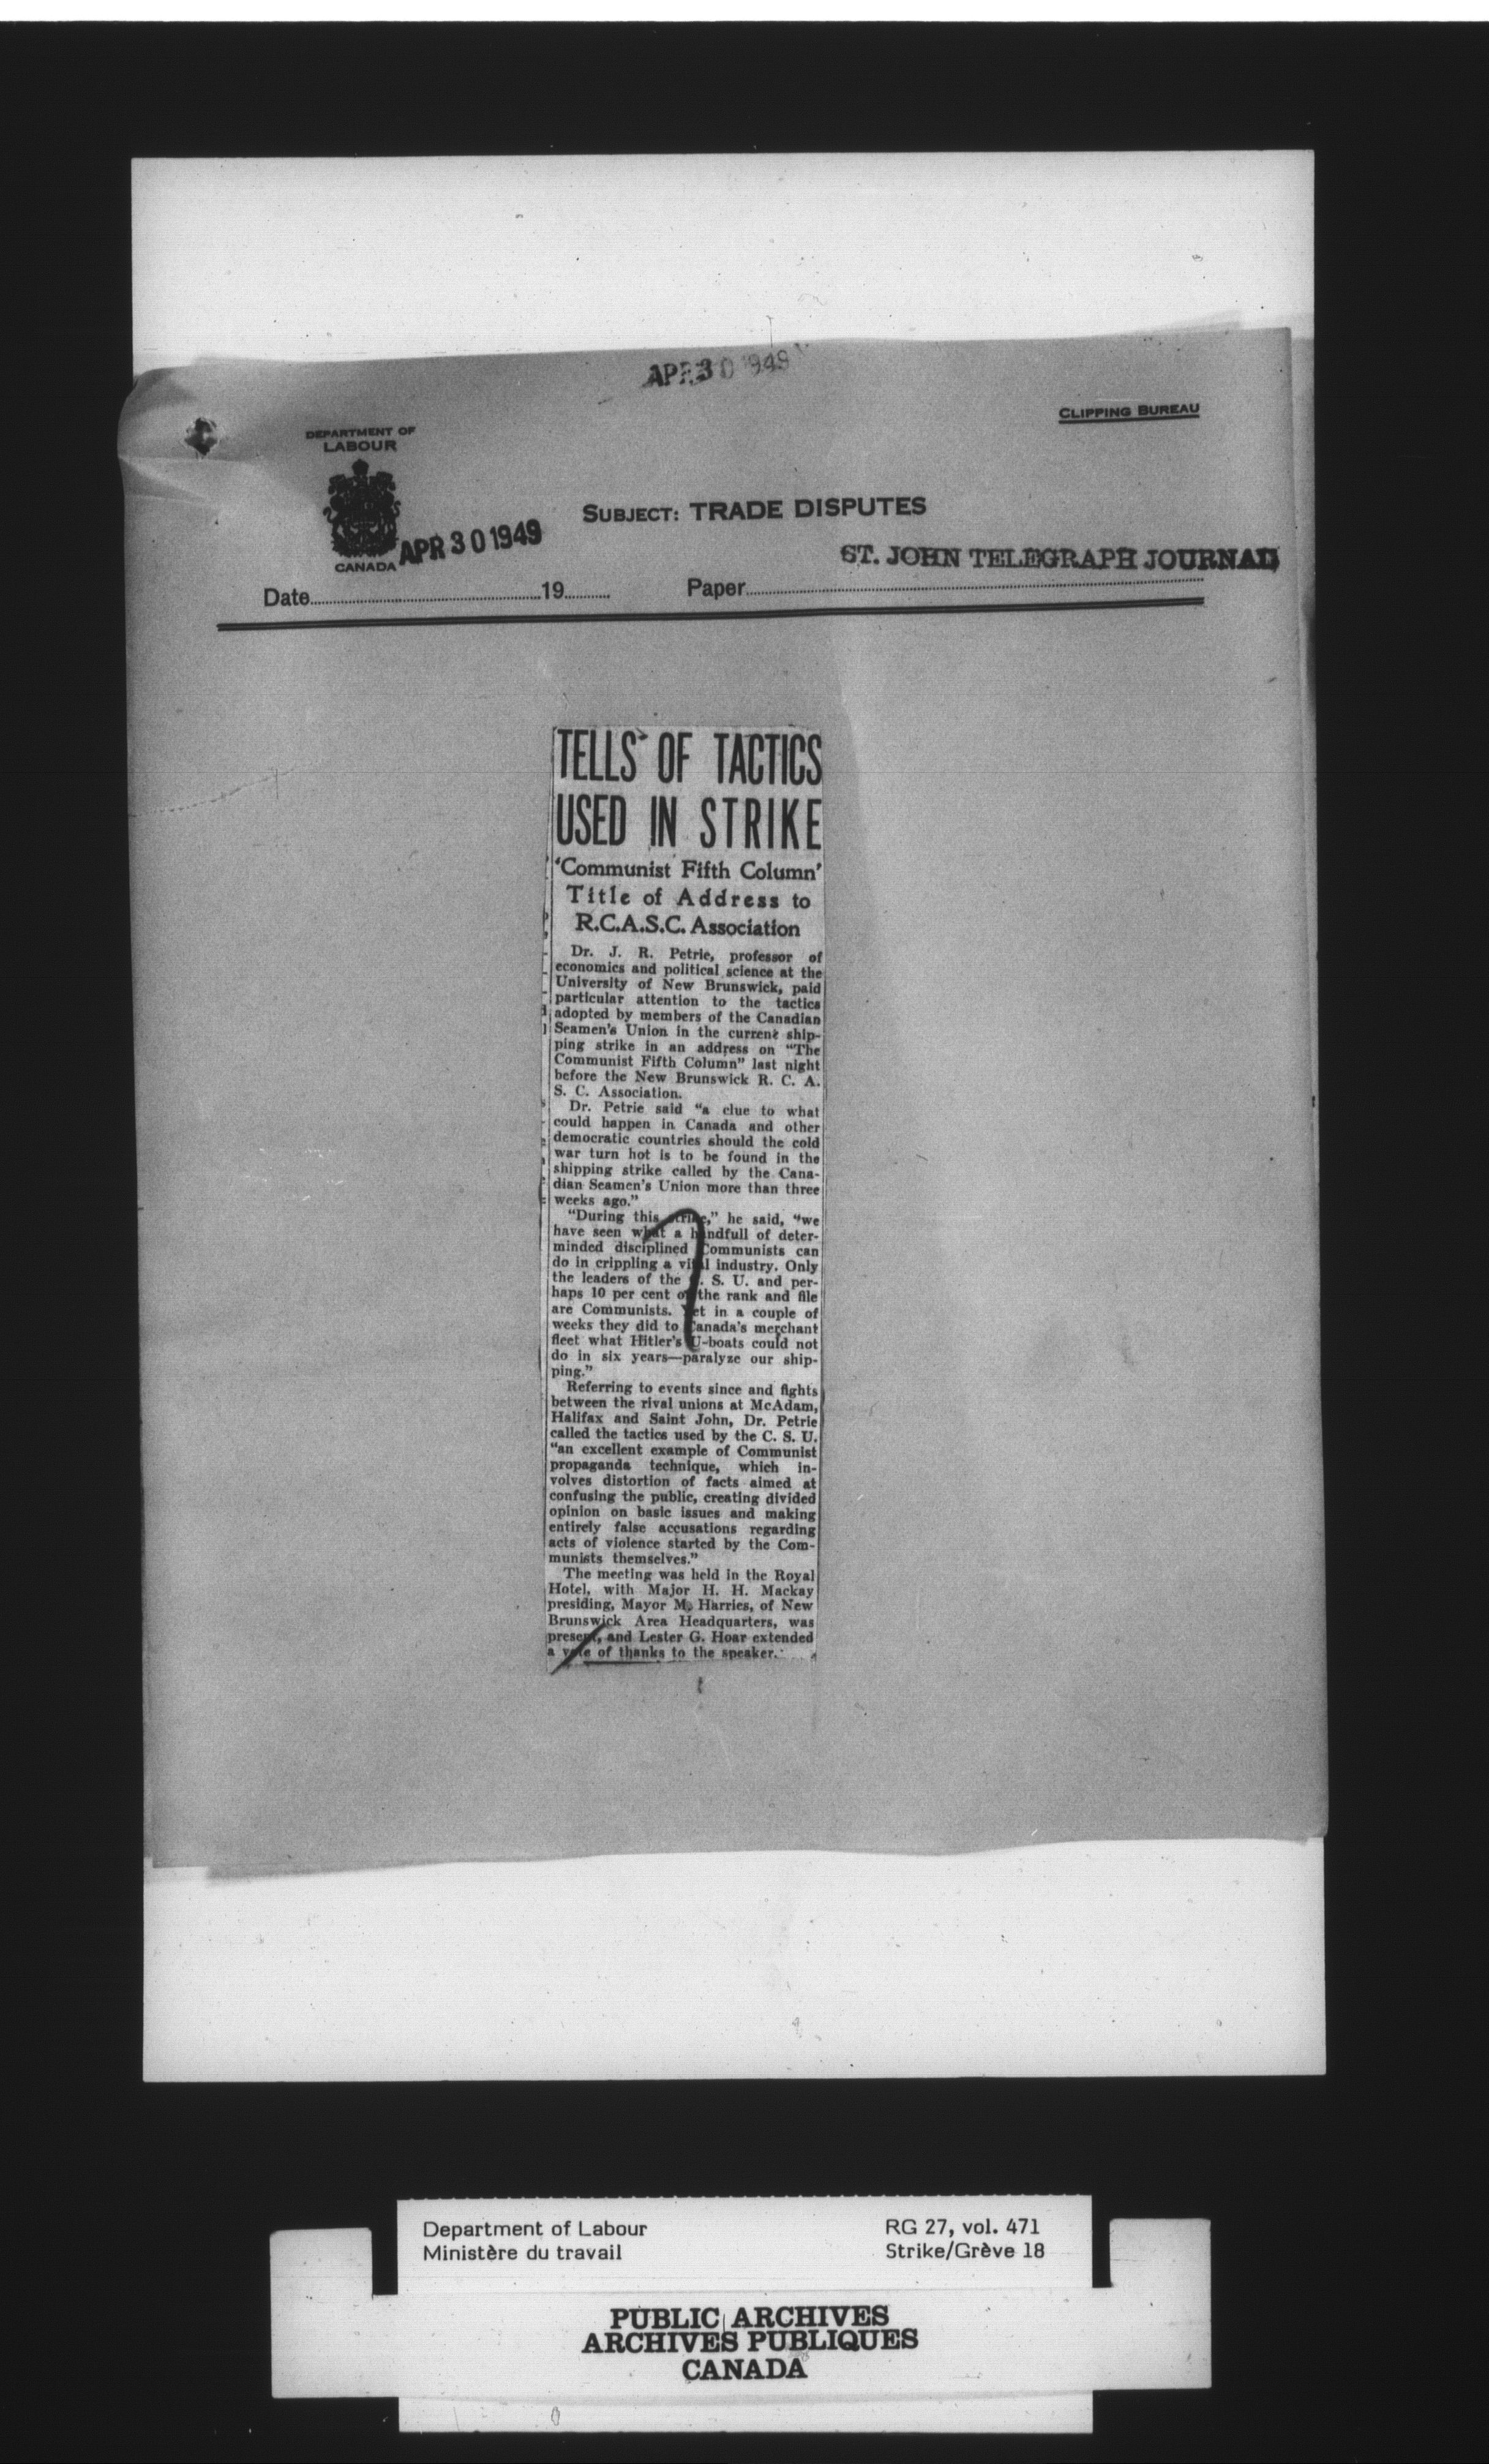 APR 30 1949
CLIPPING BUREAU
DEPARTMENT OF
LABOUR
CANADA
SUBJECT: TRADE DISPUTES
APR 30 1949
ST. JOHN TELEGRAPH JOURNAL
Date 19 Paper
TELLS OF TACTICS
USED IN STRIKE
'Communist Fifth Column'
Title of Address to
R.C.A.S.C. Association
Dr. J. R. Petrie, professor of
economics and political science at the
University of New Brunswick, paid
particular attention to the tactics
adopted by members of the Canadian
Seamen's Union in the current ship-
ping strike in an address on "The
Communist Fifth Column" last night
before the New Brunswick R. C. A.
S. C. Association.
Dr. Petrie said "a clue to what
could happen in Canada and other
democratic countries should the cold
war turn hot is to be found in the
shipping strike called by the Cana-
dian Seamen's Union more than three
weeks ago."
"During this strike," he said, "we
have seen what a handfull of deter-
minded disciplined Communists can
do in crippling a vital industry. Only
the leaders of the C. S. U. and per-
haps 10 per cent of the rank and file
are Communists. Yet in a couple of
weeks they did to Canada's merchant
fleet what Hitler's U-boats could not
do in six years—paralyze our ship-
ping."
Referring to events since and fights
between the rival unions at McAdam,
Halifax and Saint John, Dr. Petrie
called the tactics used by the C. S. U.
"an excellent example of Communist
propaganda technique, which in-
volves distortion of facts aimed at
confusing the public, creating divided
opinion on basic issues and making
entirely false accusations regarding
acts of violence started by the Com-
munists themselves."
The meeting was held in the Royal
Hotel, with Major H. H. Mackay
presiding, Mayor M. Harries, of New
Brunswick Area Headquarters, was
present, and Lester G. Hoar extended
a vote of thanks to the speaker.
Department of Labour
Ministère du travail
RG 27, vol. 471
Strike/Grève 18
PUBLIC ARCHIVES
ARCHIVES PUBLIQUES
CANADA